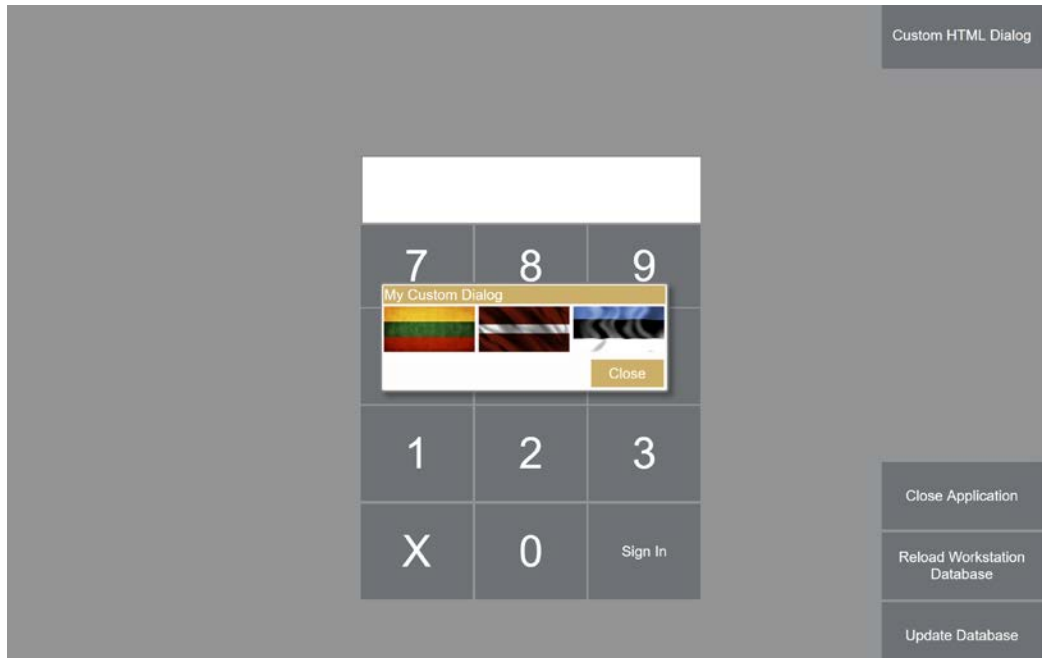 Custom HTML Dialog
7 8 9
My Custom Dialog
Close
1 2 3
X 0 Sign In
Close Application
Reload Workstation
Database
Update Database